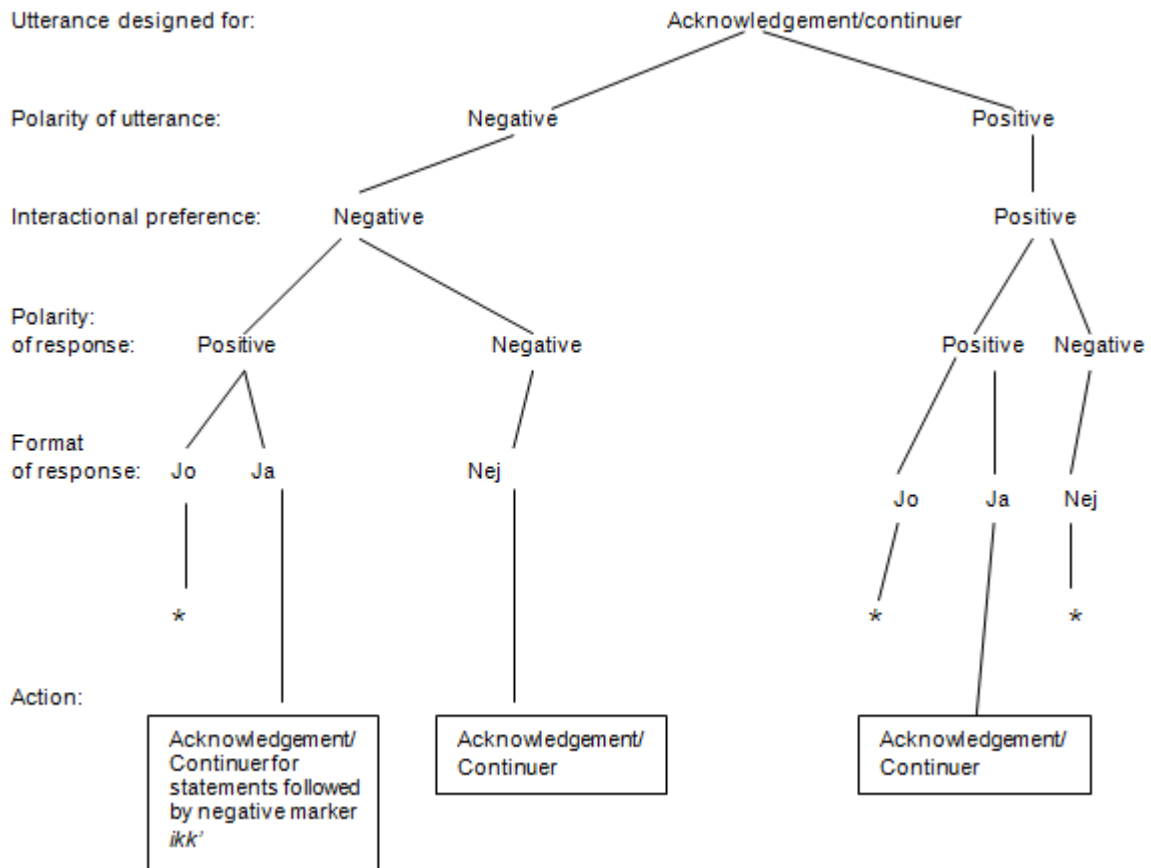 Utterance designed for: Acknowledgement/continuer
Polarity of utterance: Negative Positive
Interactional preference: Negative Positive
Polarity:
of response: Positive Negative Positive Negative
Format
of response: Jo Ja Nej
Jo Ja Nej
*
* *
Action:
Acknowledgement/
Continuer for
statements followed
by negative marker
ikk’
Acknowledgement/
Continuer
Acknowledgement/
Continuer